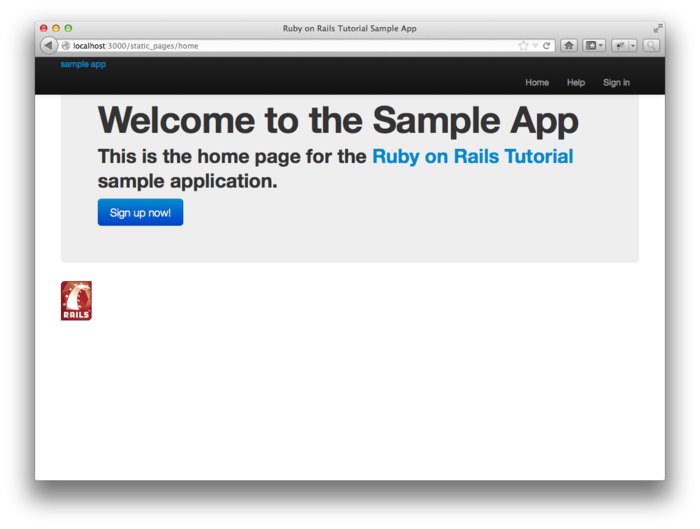 Ruby on Rails Tutorial Sample App
localhost:3000/static_pages/home
sample app
Home Help Sign in
Welcome to the Sample App
This is the home page for the Ruby on Rails Tutorial
sample application.
Sign up now!
RAILS